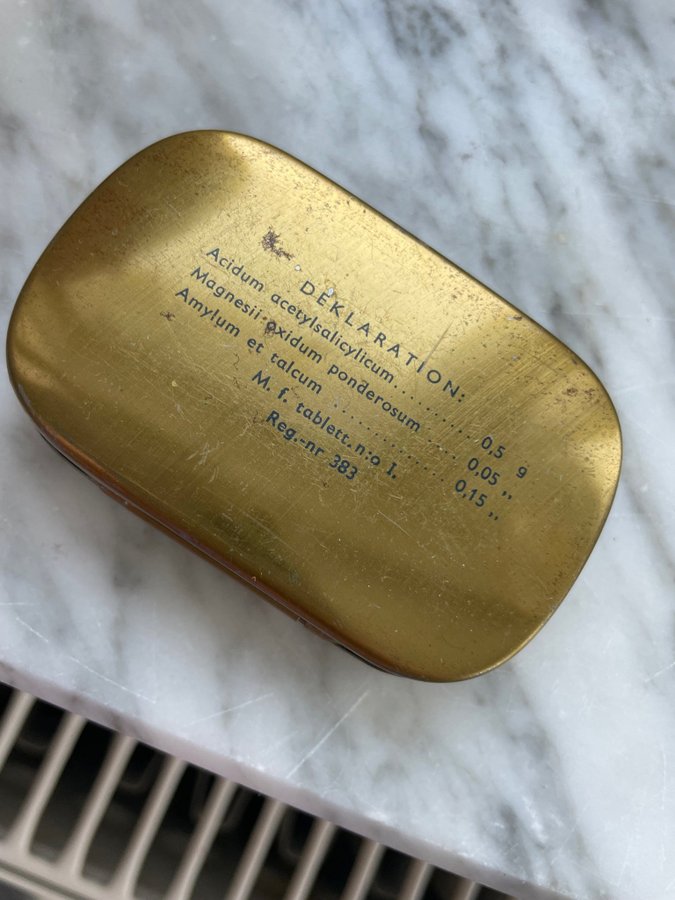 DEKLARATION:
Acidum acetylsalicylicum.......... 0,5 g
Magnesii oxidum ponderosum .... 0,05 ,,
Amylum et talcum .............. 0,15 ,,
M. f. tablett. n:o I.
Reg.-nr 383